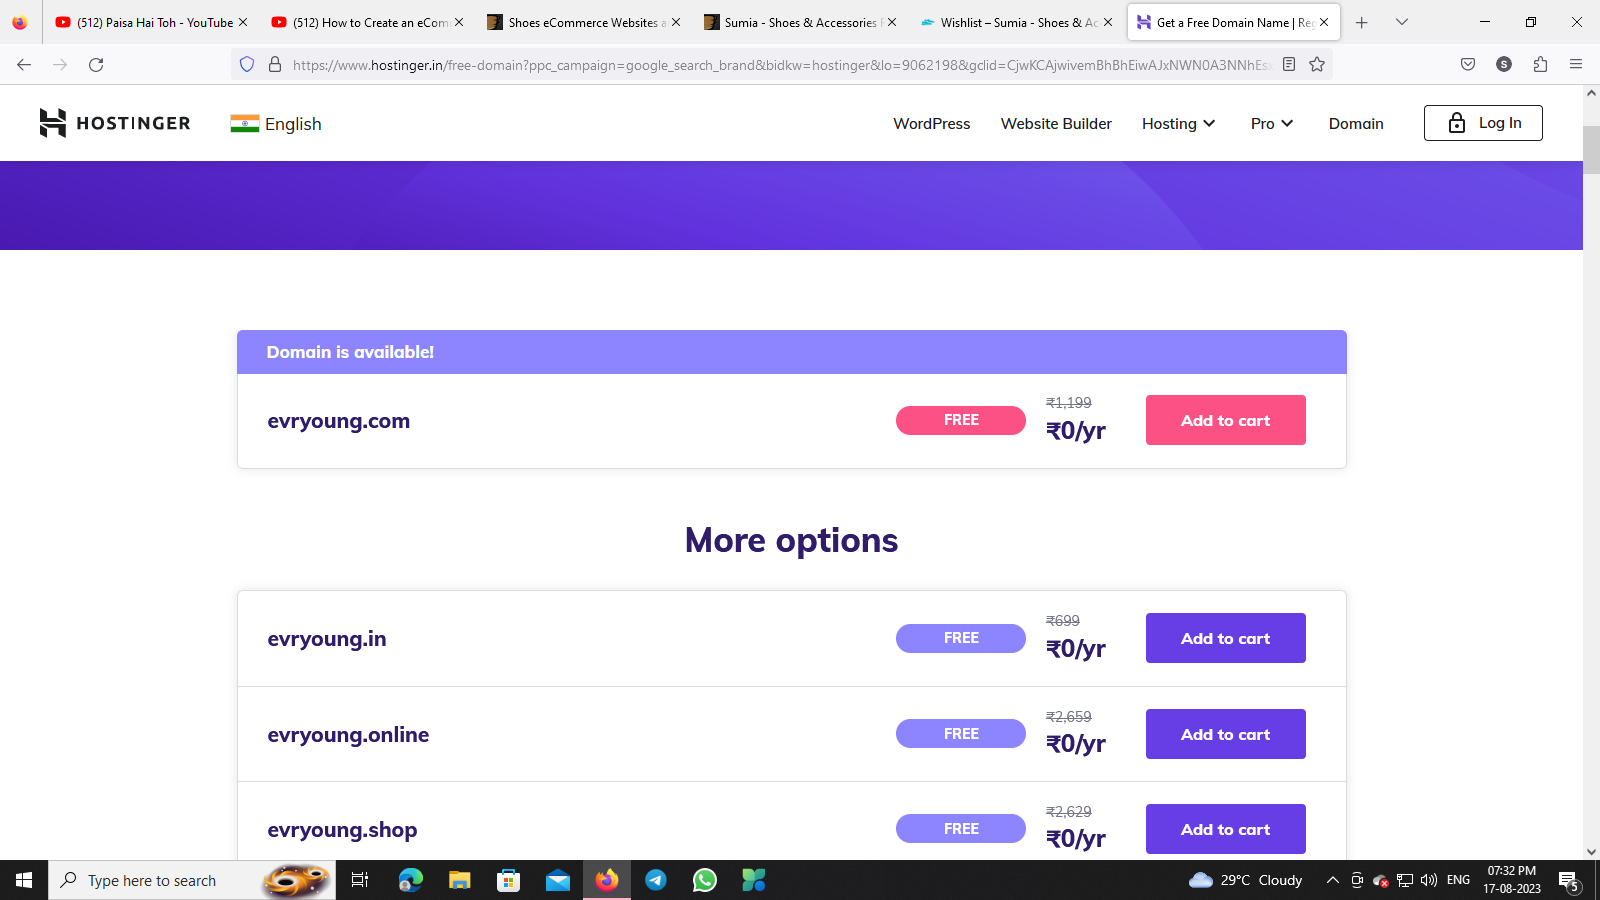 (512) Paisa Hai Toh - YouTube
(512) How to Create an eCom
Shoes eCommerce Websites a
Sumia - Shoes & Accessories
Wishlist – Sumia - Shoes & Ac
Get a Free Domain Name | Reg
https://www.hostinger.in/free-domain?ppc_campaign=google_search_brand&bidkw=hostinger&lo=9062198&gclid=CjwKCAjwivemBhBhEiwAJxNWN0A3NNhEsx
S
HOSTINGER
English
WordPress
Website Builder
Hosting
Pro
Domain
Log In
Domain is available!
evryoung.com
FREE
₹1,199
₹0/yr
Add to cart
More options
evryoung.in
FREE
₹699
₹0/yr
Add to cart
evryoung.online
FREE
₹2,659
₹0/yr
Add to cart
evryoung.shop
FREE
₹2,629
₹0/yr
Add to cart
Type here to search
29°C Cloudy
ENG
07:32 PM
17-08-2023
5